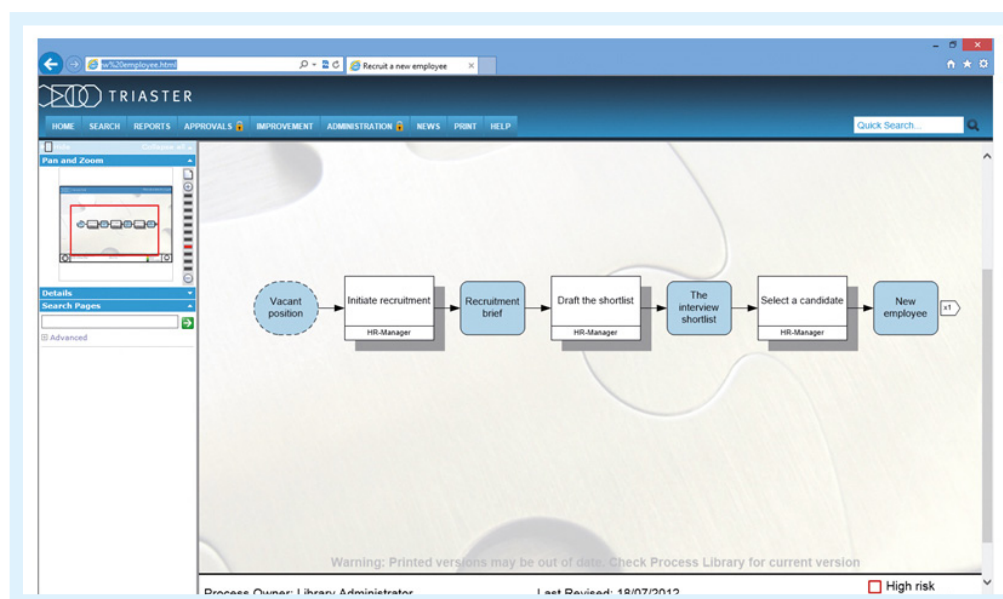 w%20employee.html
Recruit a new employee
TRIASTER
HOME SEARCH REPORTS APPROVALS IMPROVEMENT ADMINISTRATION NEWS PRINT HELP
Quick Search...
Hide Collapse all
Pan and Zoom
Details
Search Pages
Advanced
Vacant
position
Initiate recruitment
HR-Manager
Recruitment
brief
Draft the shortlist
HR-Manager
The
interview
shortlist
Select a candidate
HR-Manager
New
employee
x1
Warning: Printed versions may be out of date. Check Process Library for current version
Process Owner: Library Administrator
Last Revised: 18/07/2012
High risk